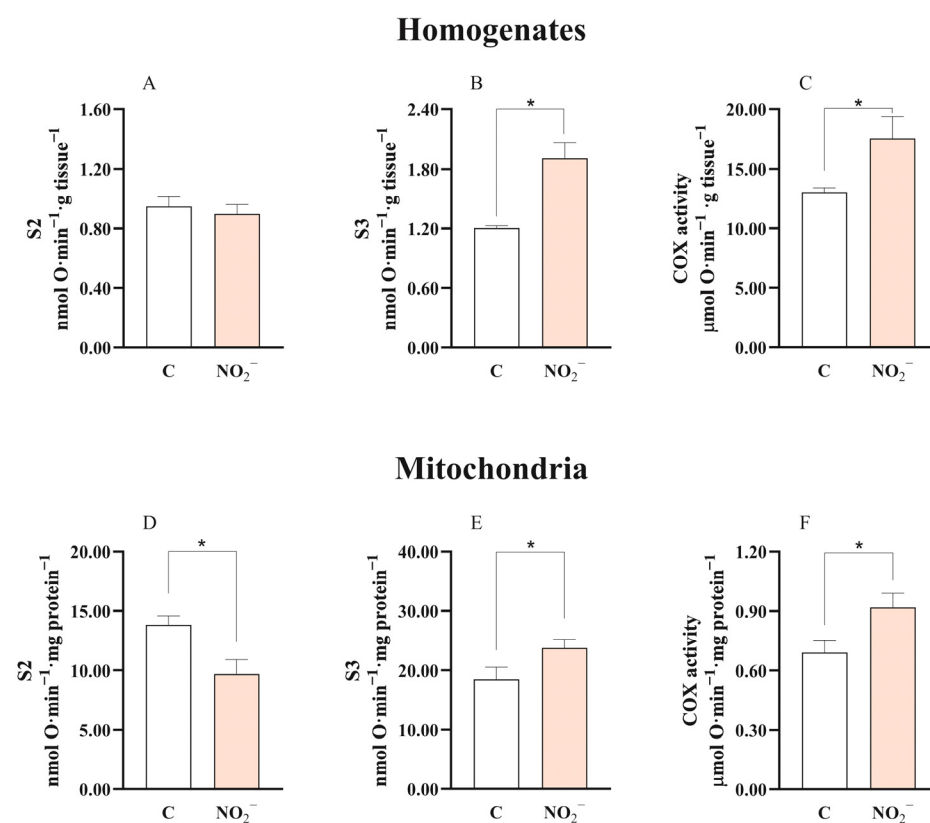 Homogenates
A
S2
nmol O·min⁻¹·g tissue⁻¹
1.60
1.20
0.80
0.40
0.00
C
NO₂⁻
B
S3
nmol O·min⁻¹·g tissue⁻¹
2.40
1.80
1.20
0.60
0.00
*
C
NO₂⁻
C
COX activity
μmol O·min⁻¹·g tissue⁻¹
20.00
15.00
10.00
5.00
0.00
*
C
NO₂⁻
Mitochondria
D
S2
nmol O·min⁻¹·mg protein⁻¹
20.00
15.00
10.00
5.00
0.00
*
C
NO₂⁻
E
S3
nmol O·min⁻¹·mg protein⁻¹
40.00
30.00
20.00
10.00
0.00
*
C
NO₂⁻
F
COX activity
μmol O·min⁻¹·mg protein⁻¹
1.20
0.90
0.60
0.30
0.00
*
C
NO₂⁻